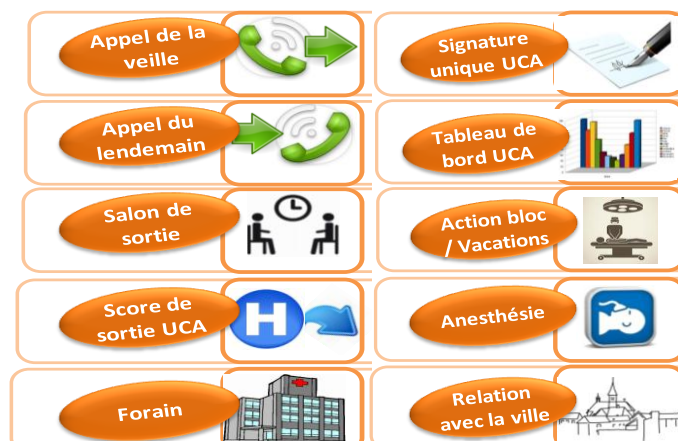 Appel de la
veille
Signature
unique UCA
Appel du
lendemain
Tableau de
bord UCA
Salon de
sortie
Action bloc
/ Vacations
Score de
sortie UCA
H
Anesthésie
Forain
Relation
avec la ville